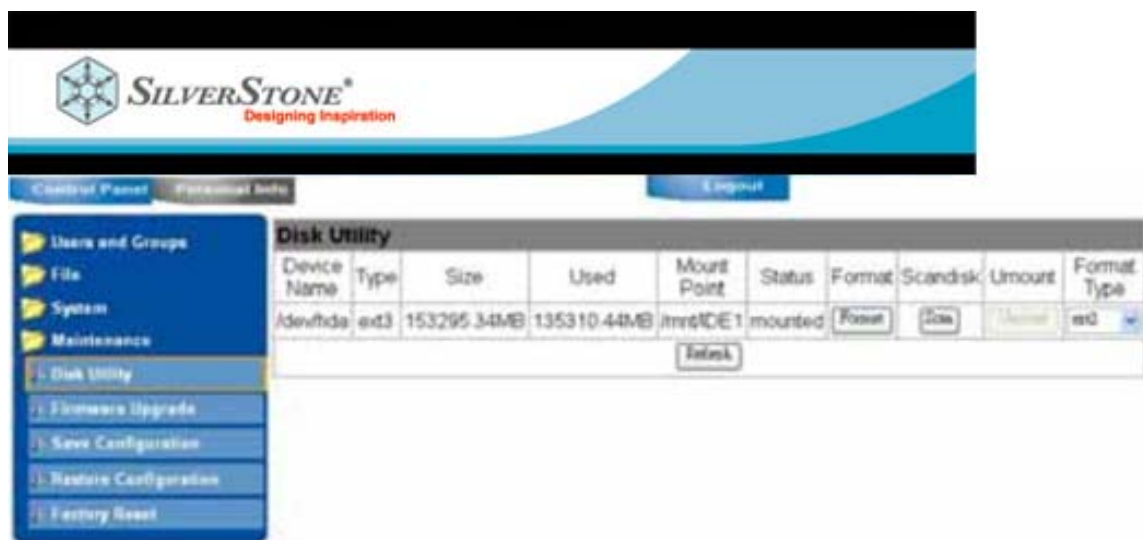 SILVERSTONE®
Designing Inspiration
Control Panel Personal Info Logout
Users and Groups
File
System
Maintenance
Disk Utility
Firmware Upgrade
Save Configuration
Restore Configuration
Factory Reset
Disk Utility
Device Name Type Size Used Mount Point Status Format Scandisk Umount Format Type
/dev/hda ext3 153295.34MB 135310.44MB /mnt/IDE1 mounted Format Scan Umount
Refresh